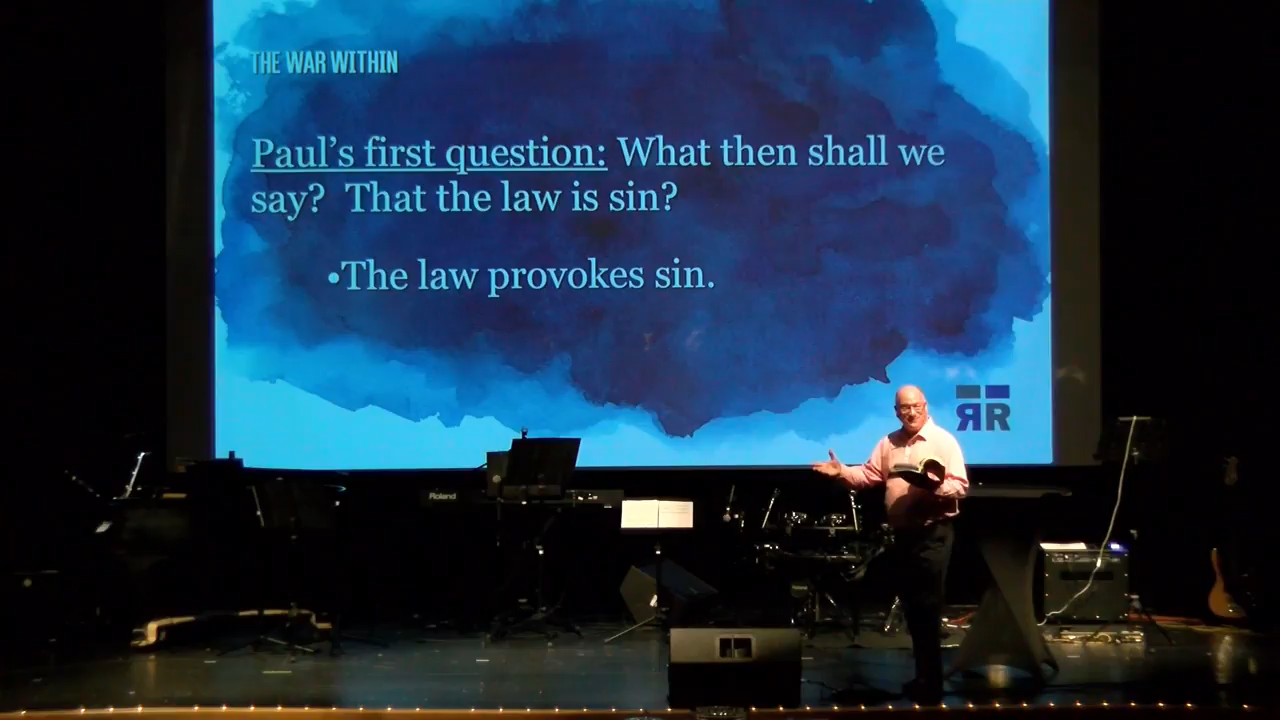 THE WAR WITHIN
Paul's first question: What then shall we
say?  That the law is sin?
•The law provokes sin.
ЯR
Roland